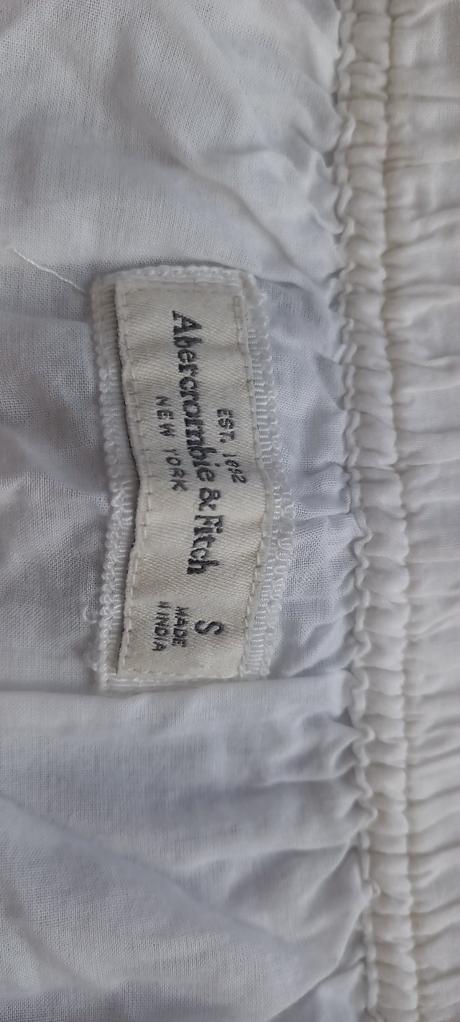 EST. 1892
Abercrombie & Fitch
NEW YORK
S
MADE
IN INDIA